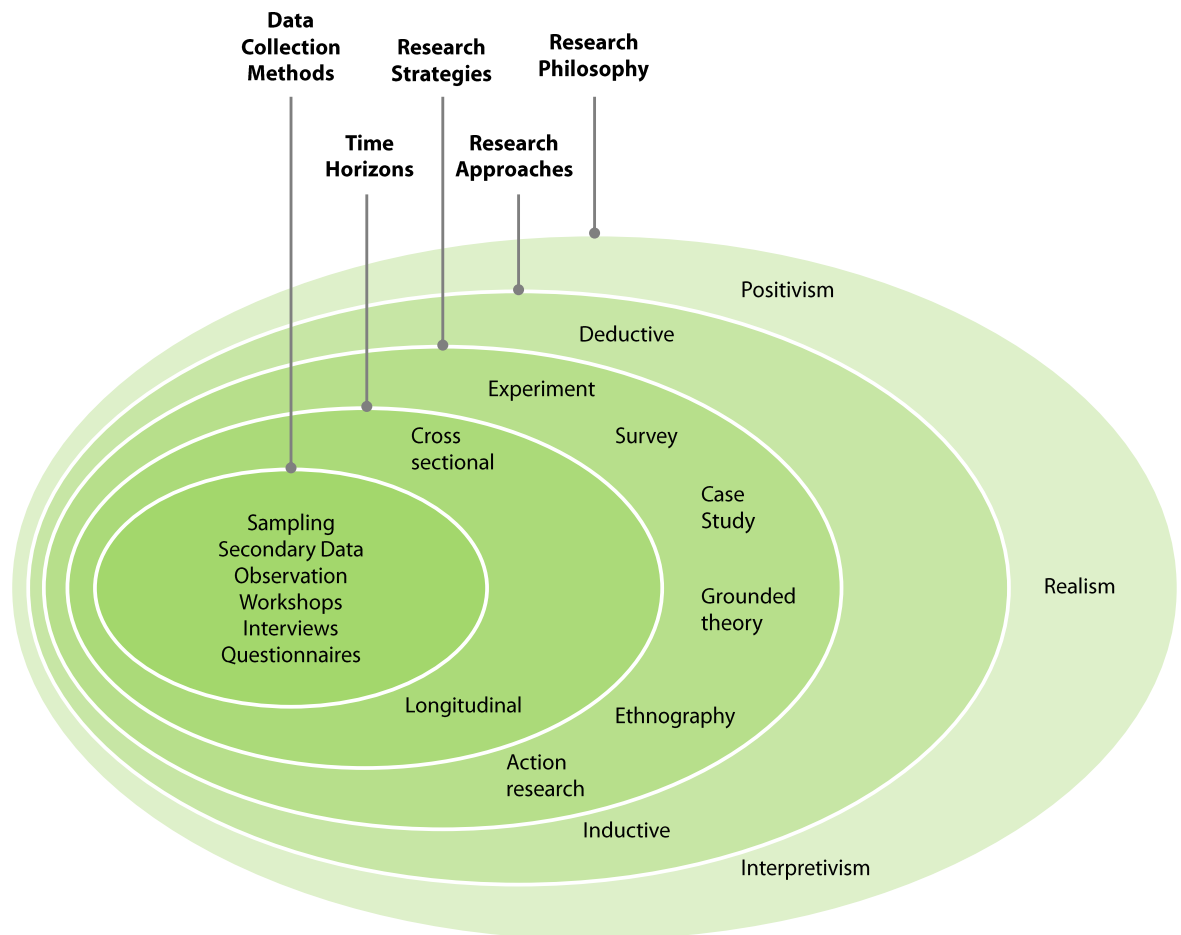 Data
Collection
Methods
Research
Strategies
Research
Philosophy
Time
Horizons
Research
Approaches
Positivism
Deductive
Experiment
Cross
sectional
Survey
Case
Study
Sampling
Secondary Data
Observation
Workshops
Interviews
Questionnaires
Realism
Grounded
theory
Longitudinal
Ethnography
Action
research
Inductive
Interpretivism